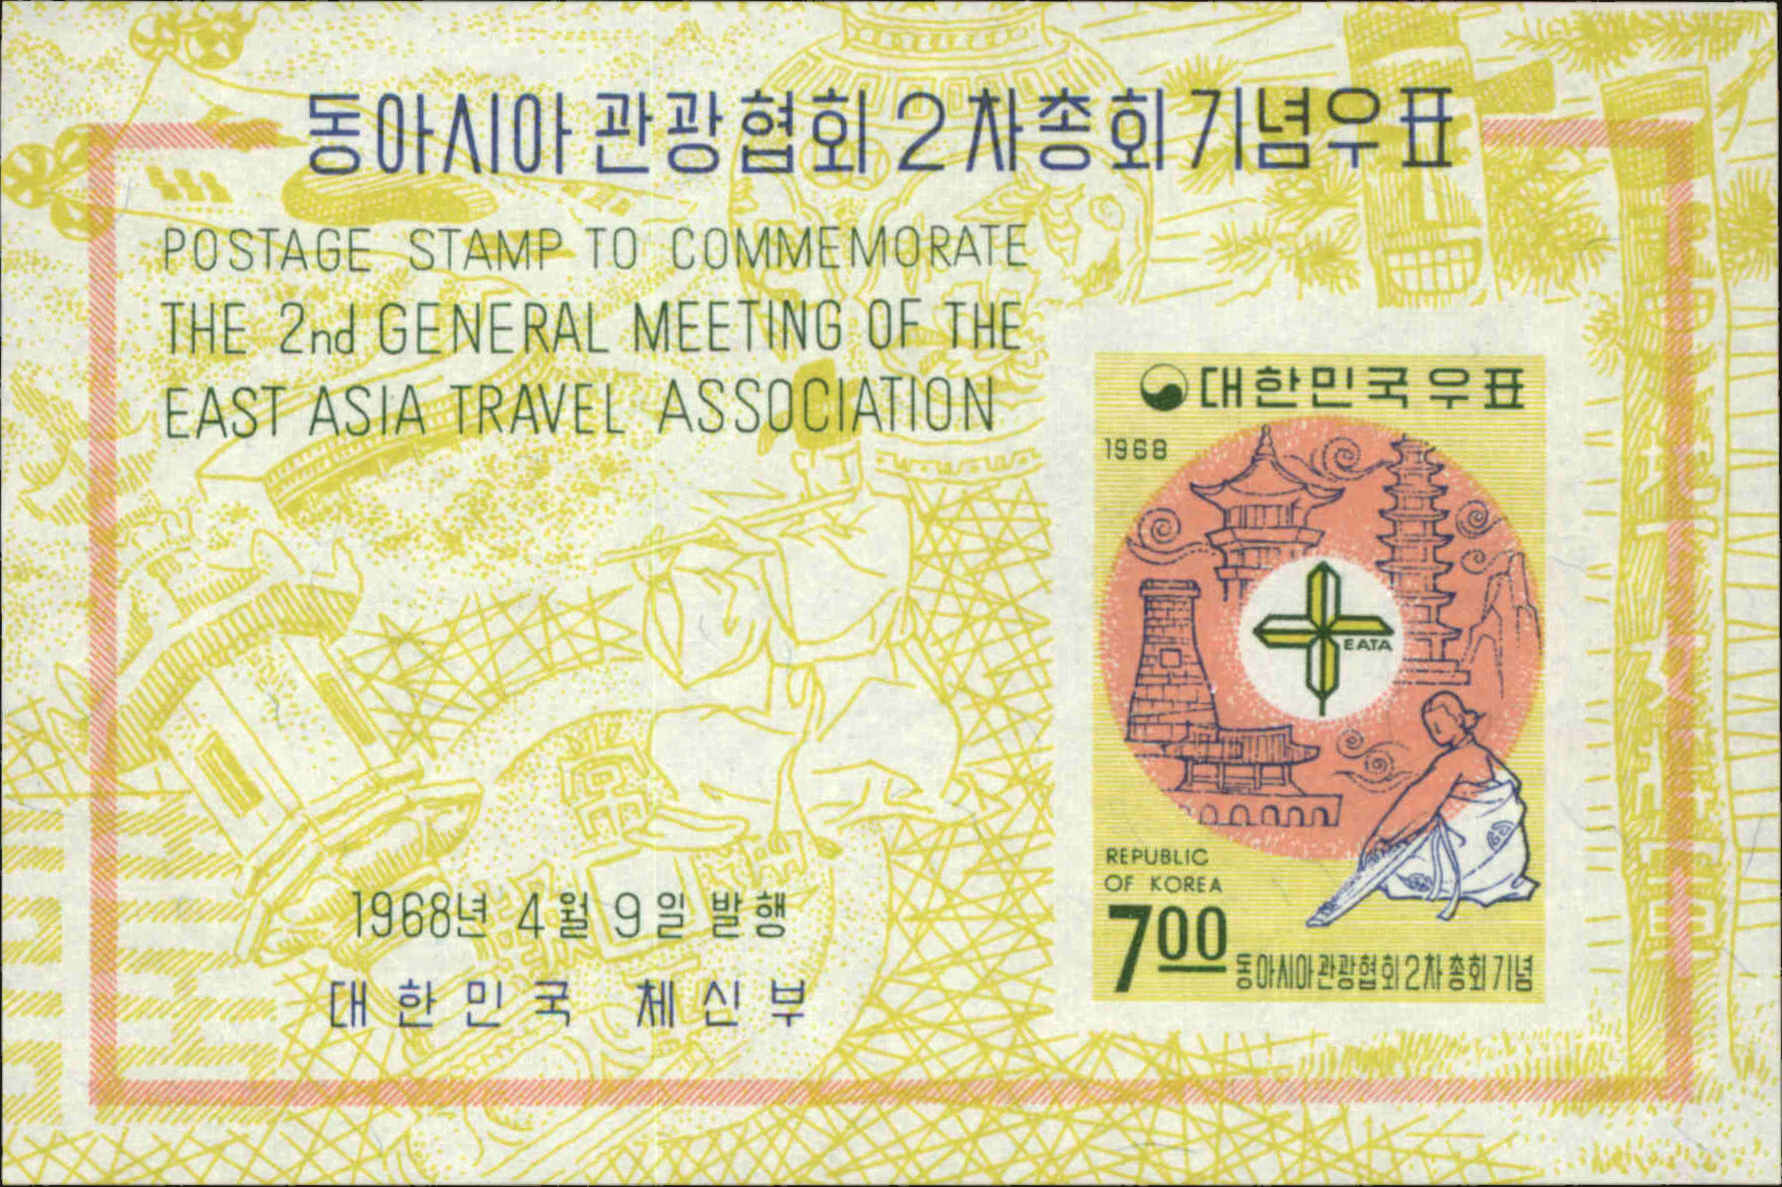 동아시아 관광협회 2차총회기념우표
POSTAGE STAMP TO COMMEMORATE
THE 2nd GENERAL MEETING OF THE
EAST ASIA TRAVEL ASSOCIATION
대한민국우표
1968
EATA
REPUBLIC
OF KOREA
700
동아시아관광협회2차총회기념
1968년 4월 9일 발행
대한민국 체신부